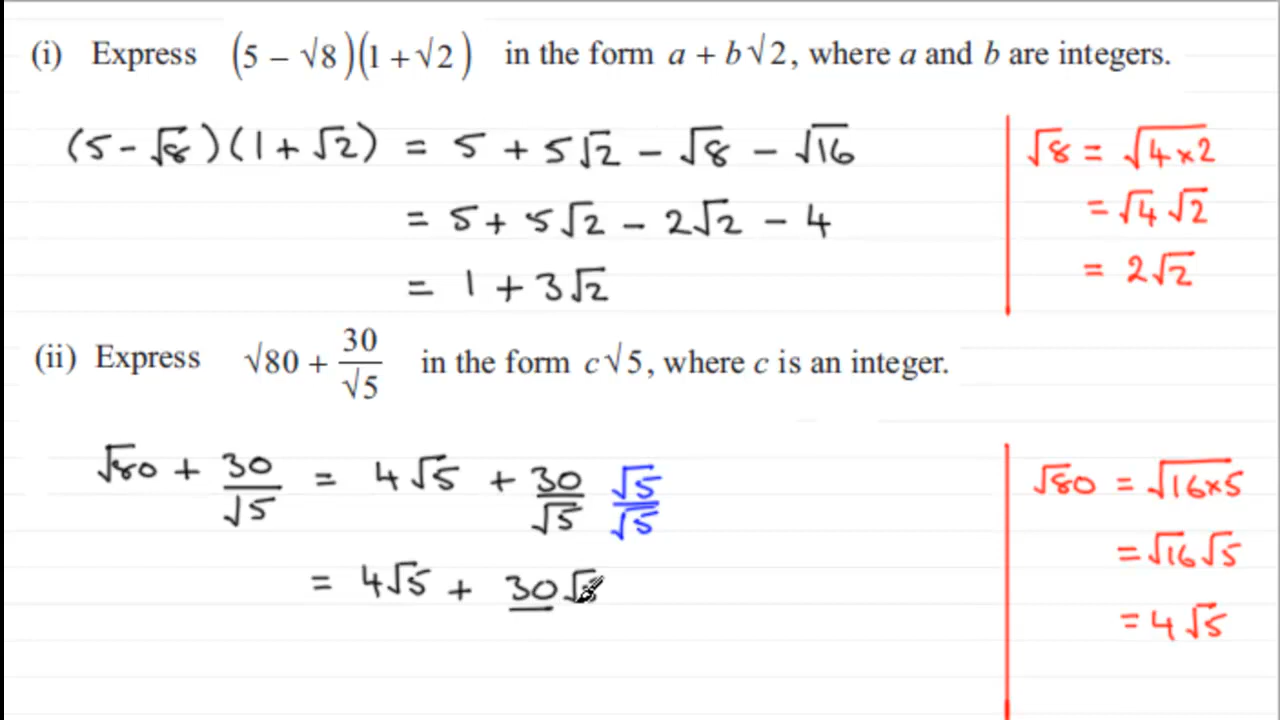 (i) Express (5 − √8)(1 + √2) in the form a + b√2, where a and b are integers.
(5 - √8)(1 + √2) = 5 + 5√2 - √8 - √16
= 5 + 5√2 - 2√2 - 4
= 1 + 3√2
√8 = √4×2
= √4 √2
= 2√2
(ii) Express √80 + 30/√5 in the form c√5, where c is an integer.
√80 + 30/√5 = 4√5 + 30/√5 √5/√5
= 4√5 + 30√
√80 = √16×5
= √16 √5
= 4√5